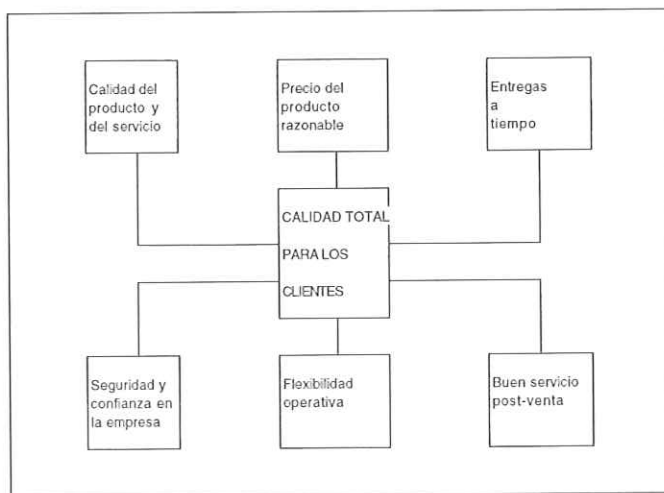 Calidad del
producto y
del servicio
Precio del
producto
razonable
Entregas
a
tiempo
CALIDAD TOTAL
PARA LOS
CLIENTES
Seguridad y
confianza en
la empresa
Flexibilidad
operativa
Buen servicio
post-venta